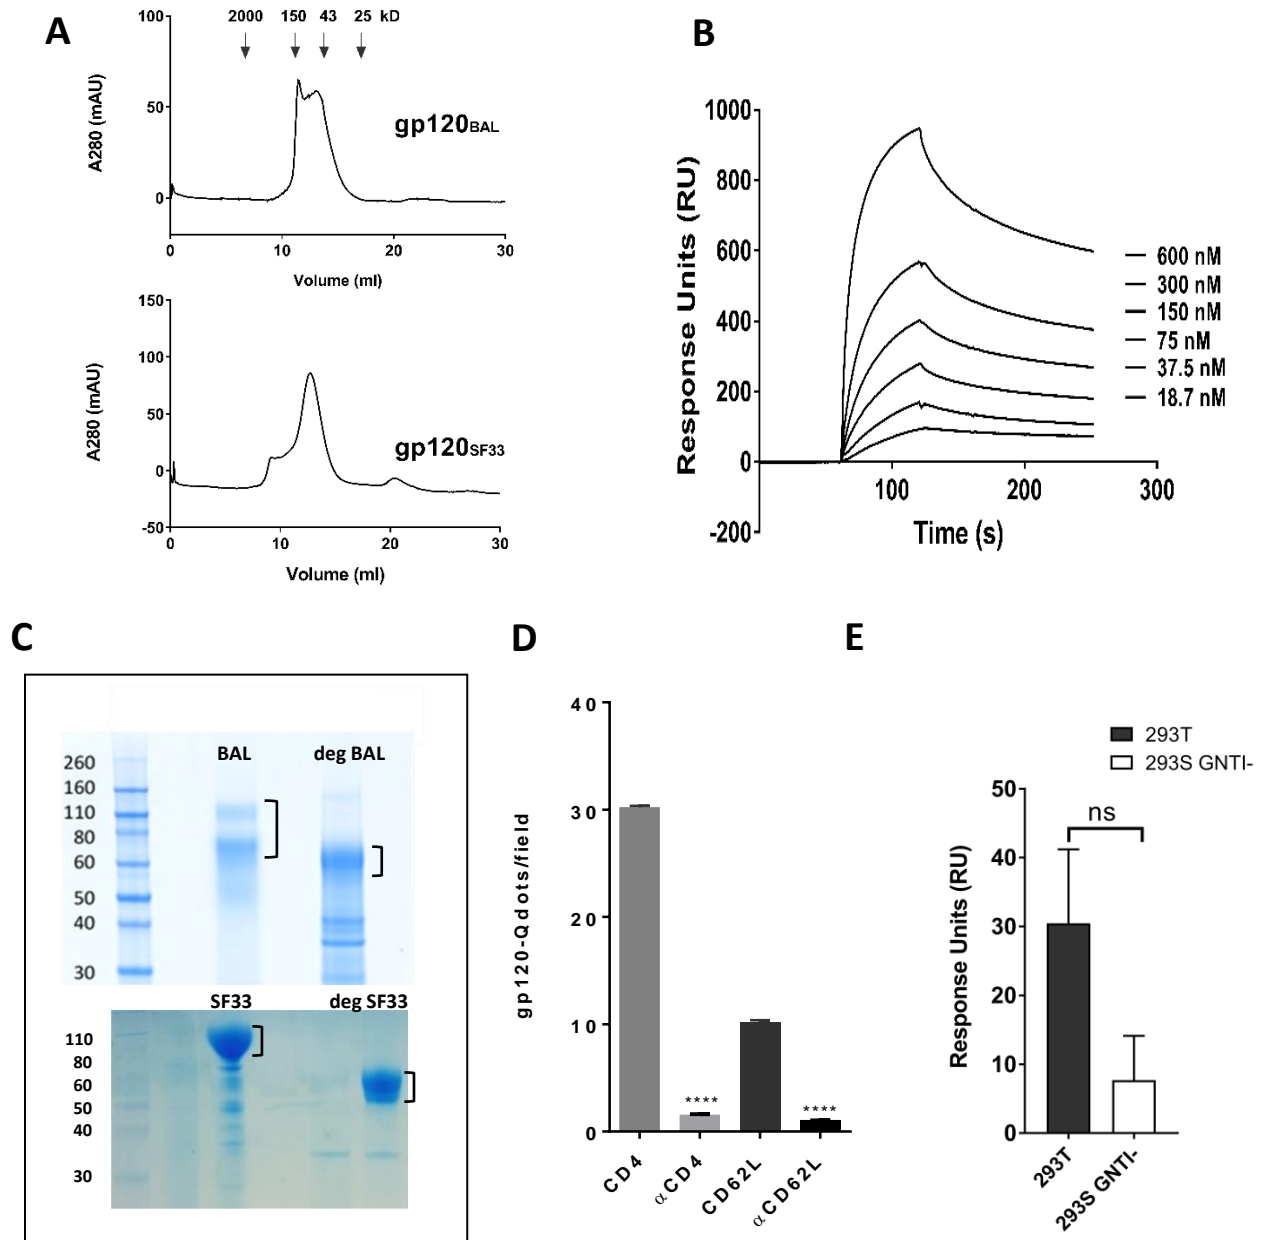 A
2000 150 43 25 kD
100
50
0
A280 (mAU)
gp120BAL
0 10 20 30
Volume (ml)
150
100
50
0
-50
A280 (mAU)
gp120SF33
0 10 20 30
Volume (ml)
B
1000
800
600
400
200
0
-200
Response Units (RU)
600 nM
300 nM
150 nM
75 nM
37.5 nM
18.7 nM
100 200 300
Time (s)
C
BAL deg BAL
260
160
110
80
60
50
40
30
SF33 deg SF33
110
80
60
50
40
30
D
40
30
20
10
0
gp120-Qdots/field
****
****
CD4
αCD4
CD62L
αCD62L
E
293T
293S GNTI-
50
40
30
20
10
0
Response Units (RU)
ns
293T
293S GNTI-